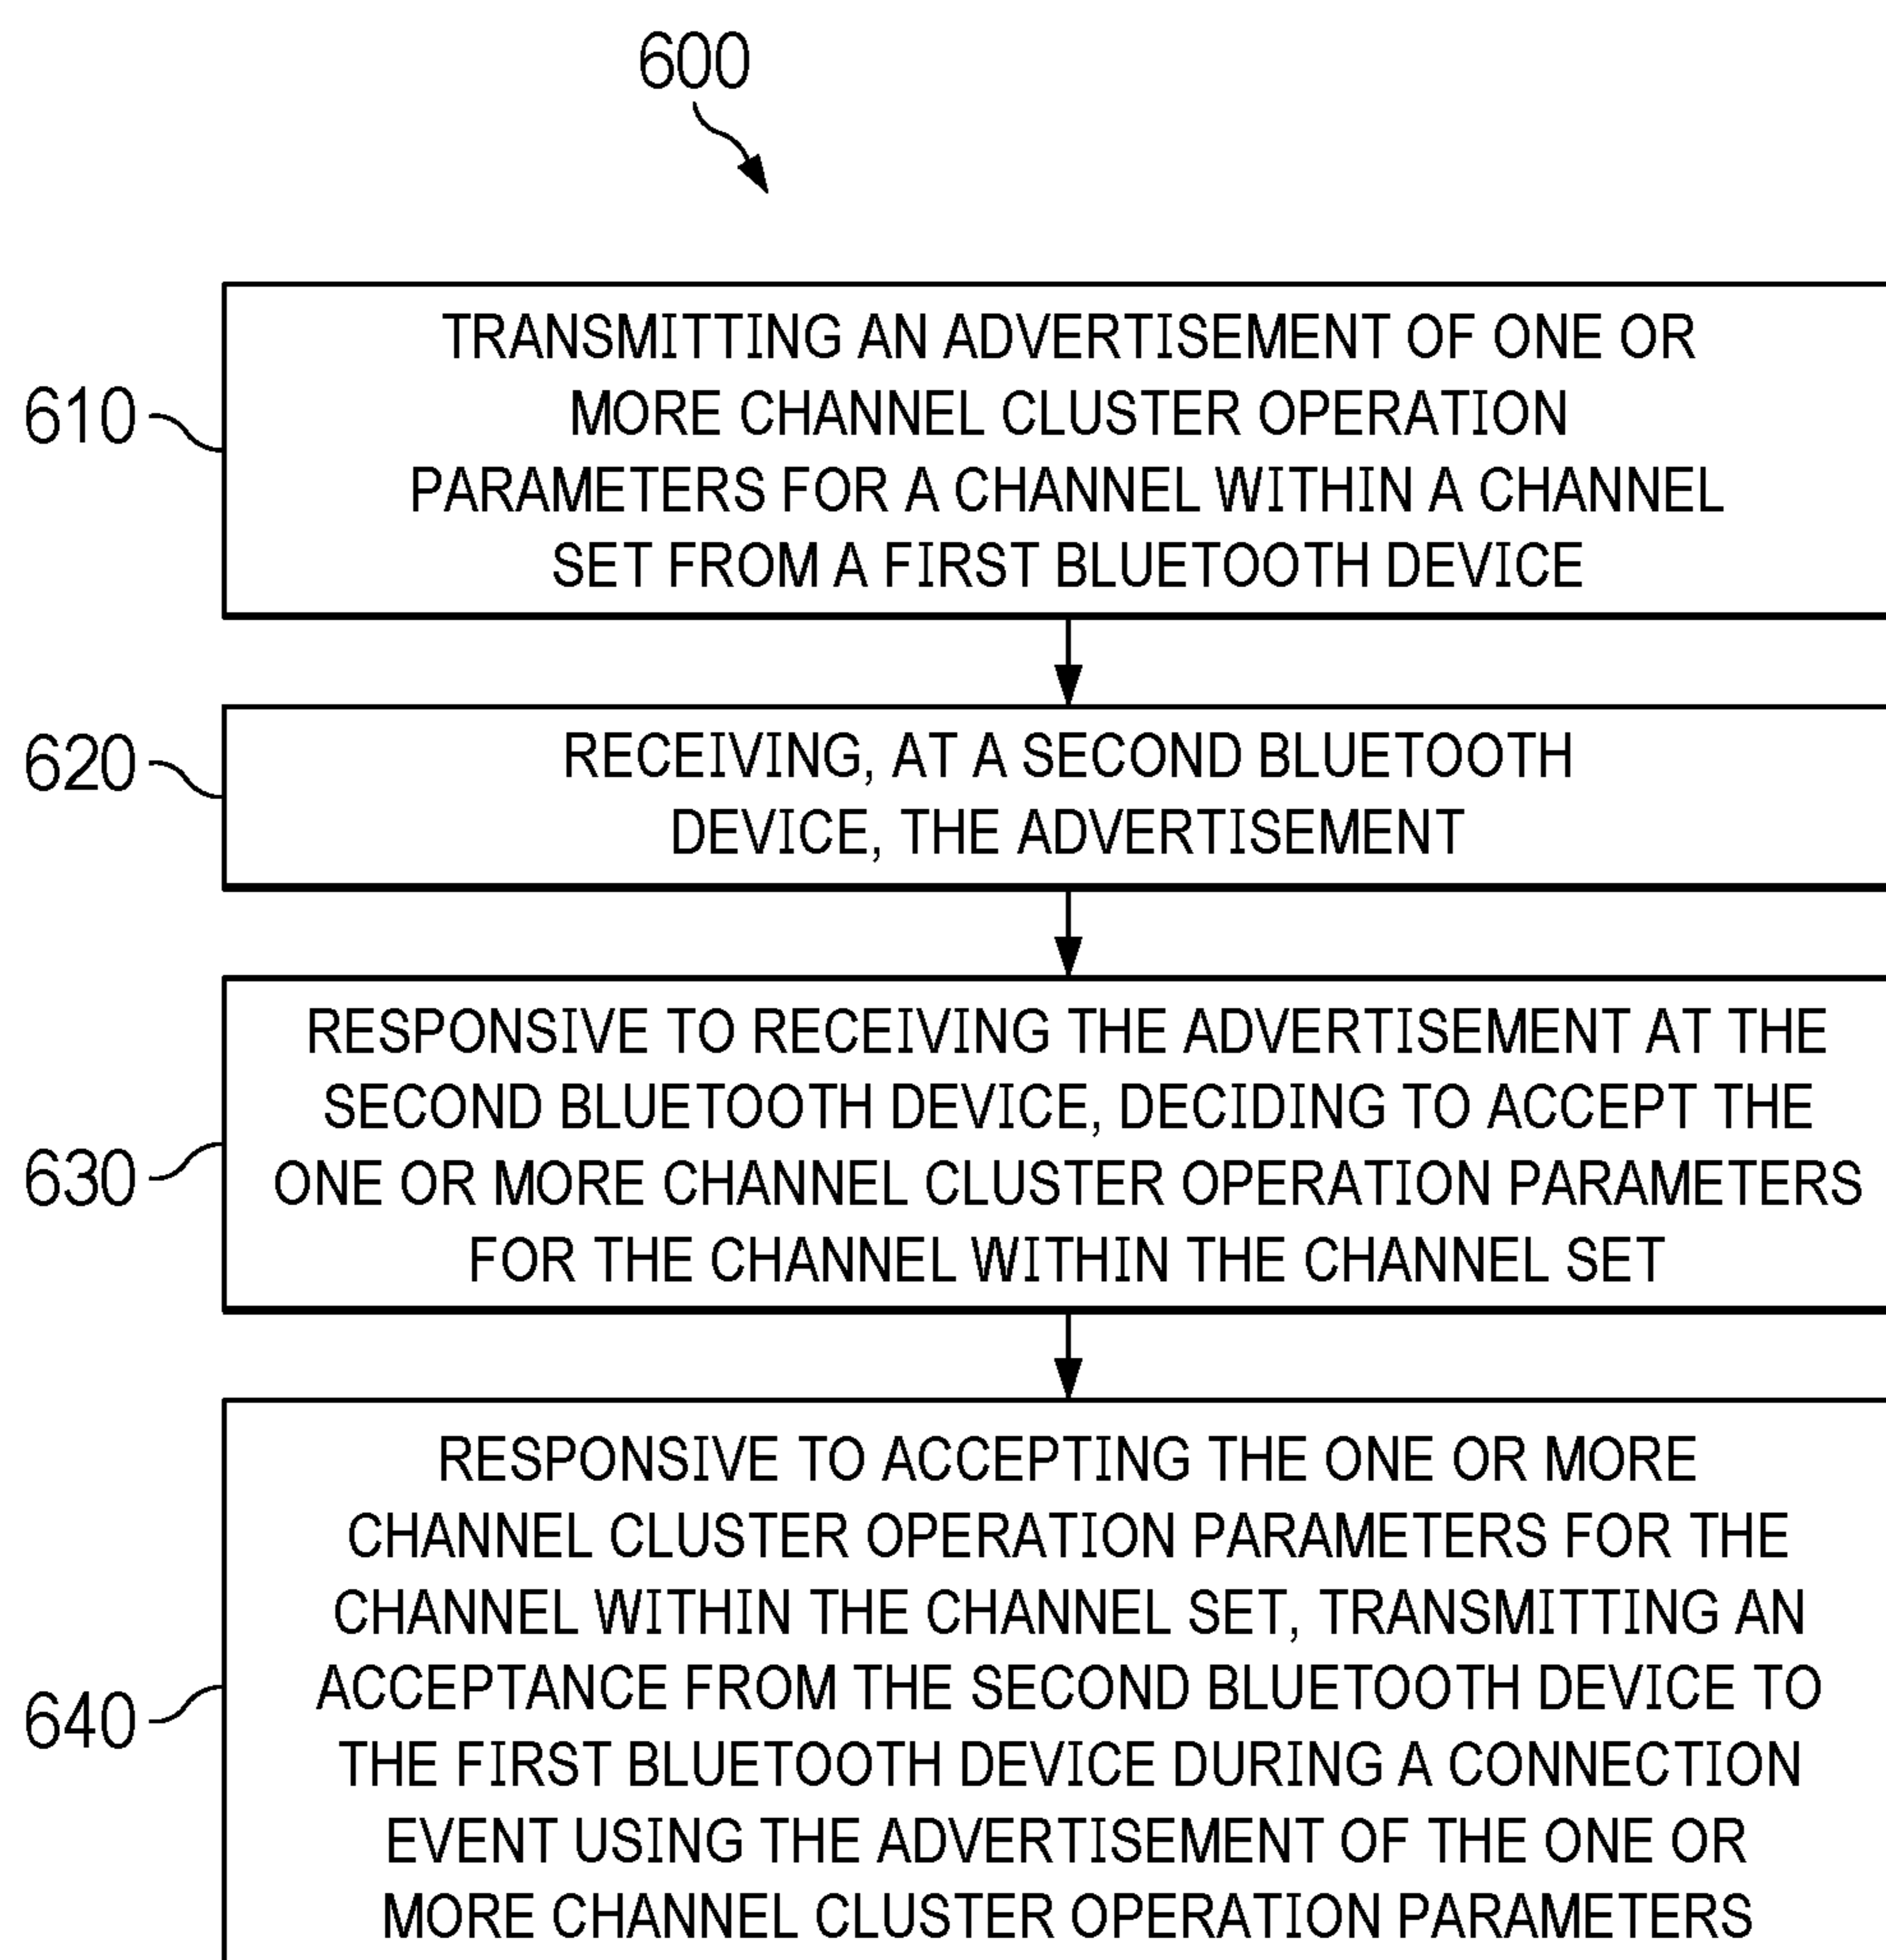 600
610
TRANSMITTING AN ADVERTISEMENT OF ONE OR
MORE CHANNEL CLUSTER OPERATION
PARAMETERS FOR A CHANNEL WITHIN A CHANNEL
SET FROM A FIRST BLUETOOTH DEVICE
620
RECEIVING, AT A SECOND BLUETOOTH
DEVICE, THE ADVERTISEMENT
630
RESPONSIVE TO RECEIVING THE ADVERTISEMENT AT THE
SECOND BLUETOOTH DEVICE, DECIDING TO ACCEPT THE
ONE OR MORE CHANNEL CLUSTER OPERATION PARAMETERS
FOR THE CHANNEL WITHIN THE CHANNEL SET
640
RESPONSIVE TO ACCEPTING THE ONE OR MORE
CHANNEL CLUSTER OPERATION PARAMETERS FOR THE
CHANNEL WITHIN THE CHANNEL SET, TRANSMITTING AN
ACCEPTANCE FROM THE SECOND BLUETOOTH DEVICE TO
THE FIRST BLUETOOTH DEVICE DURING A CONNECTION
EVENT USING THE ADVERTISEMENT OF THE ONE OR
MORE CHANNEL CLUSTER OPERATION PARAMETERS